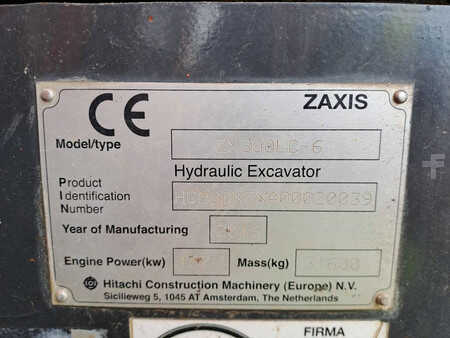 CE
ZAXIS
Model/type
Hydraulic Excavator
Product
Identification
Number
Year of Manufacturing
Engine Power(kw) Mass(kg)
Hitachi Construction Machinery (Europe) N.V.
Sicilieweg 5, 1045 AT Amsterdam, The Netherlands
FIRMA